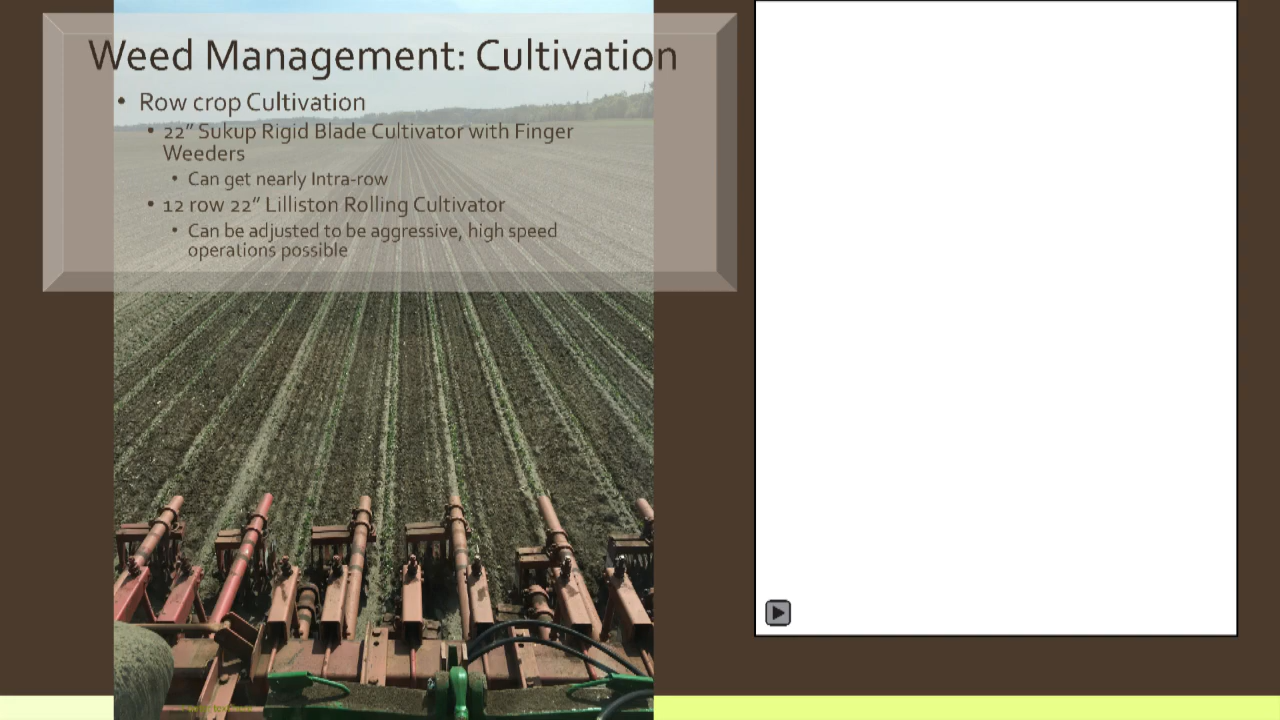 Weed Management: Cultivation
• Row crop Cultivation
• 22” Sukup Rigid Blade Cultivator with Finger
Weeders
• Can get nearly Intra-row
• 12 row 22” Lilliston Rolling Cultivator
• Can be adjusted to be aggressive, high speed
operations possible